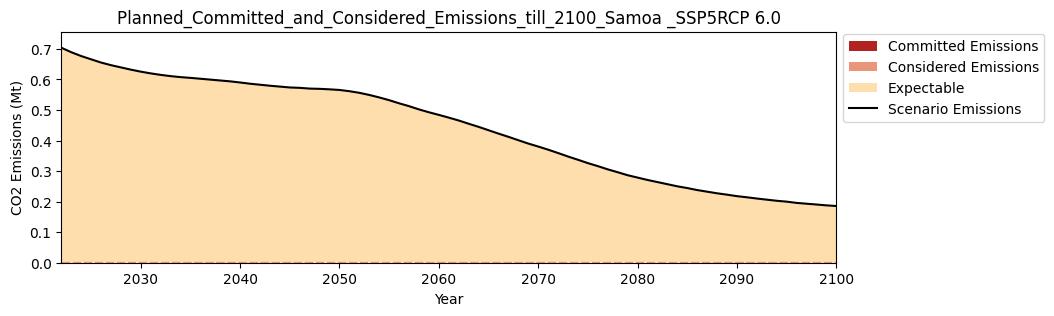 Planned_Committed_and_Considered_Emissions_till_2100_Samoa _SSP5RCP 6.0
CO2 Emissions (Mt)
0.7
0.6
0.5
0.4
0.3
0.2
0.1
0.0
2030 2040 2050 2060 2070 2080 2090 2100
Year
Committed Emissions
Considered Emissions
Expectable
Scenario Emissions